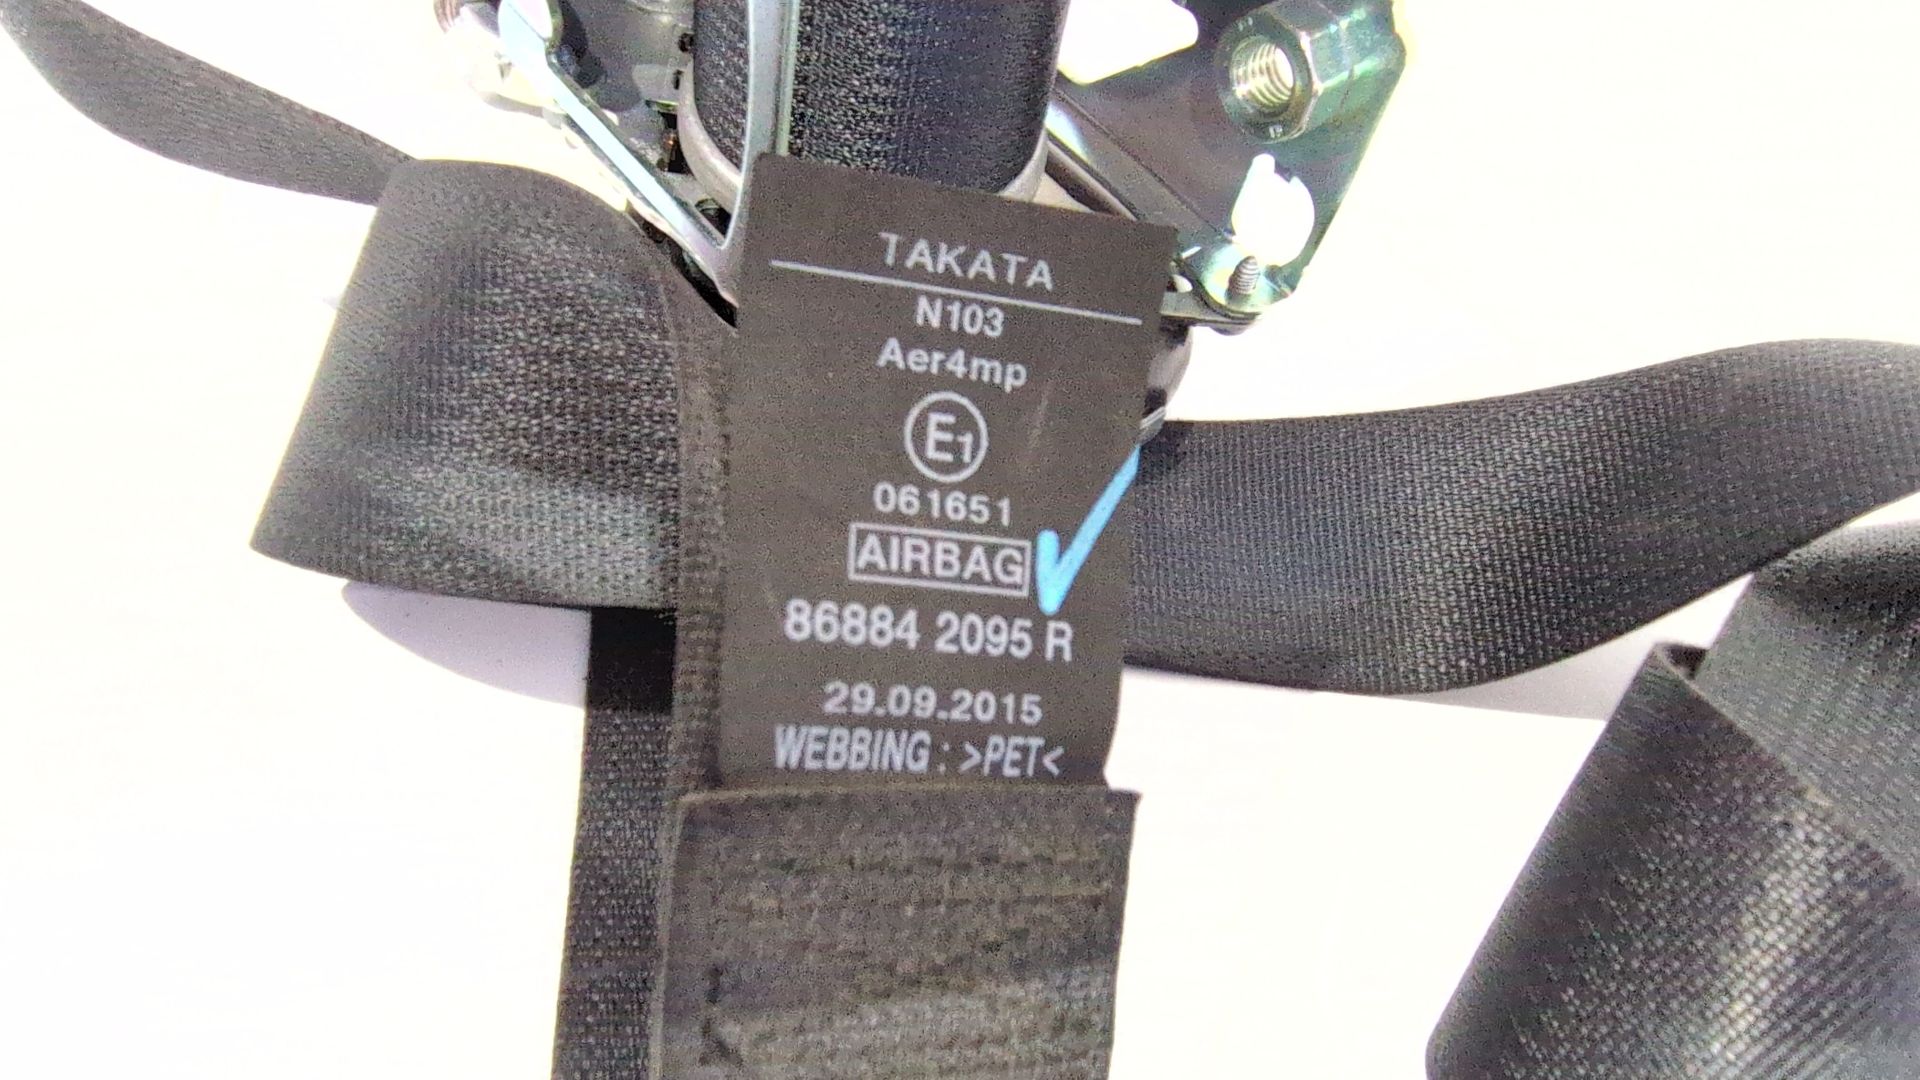 TAKATA
N103
Aer4mp
E1
061651
AIRBAG
86884 2095 R
29.09.2015
WEBBING : >PET<